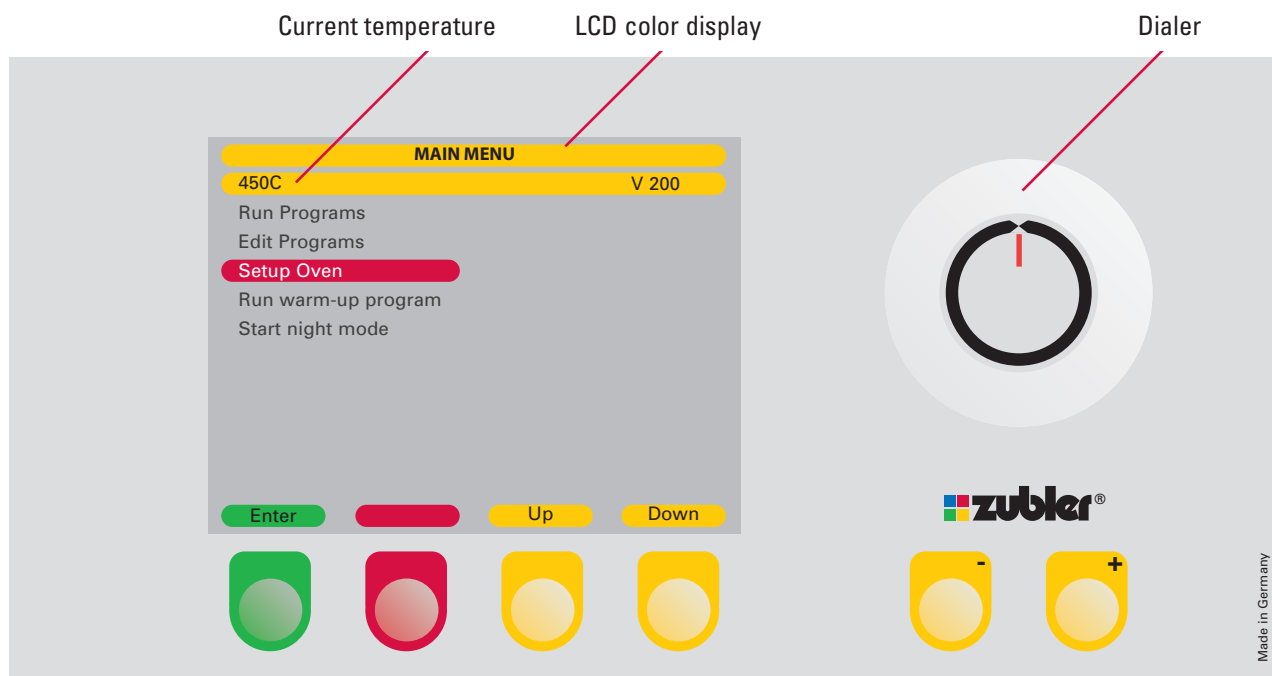 Current temperature
LCD color display
Dialer
MAIN MENU
450C V 200
Run Programs
Edit Programs
Setup Oven
Run warm-up program
Start night mode
Enter Up Down
zubler®
- +
Made in Germany